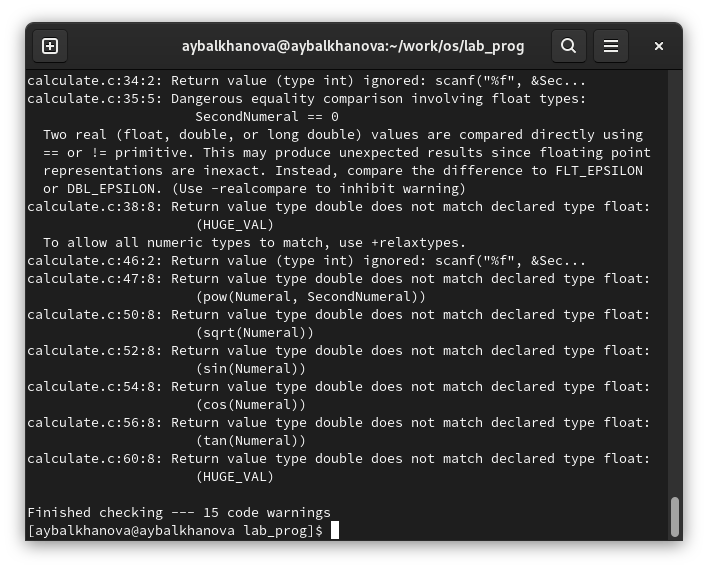 aybalkhanova@aybalkhanova:~/work/os/lab_prog
calculate.c:34:2: Return value (type int) ignored: scanf("%f", &Sec...
calculate.c:35:5: Dangerous equality comparison involving float types:
SecondNumeral == 0
Two real (float, double, or long double) values are compared directly using
== or != primitive. This may produce unexpected results since floating point
representations are inexact. Instead, compare the difference to FLT_EPSILON
or DBL_EPSILON. (Use -realcompare to inhibit warning)
calculate.c:38:8: Return value type double does not match declared type float:
(HUGE_VAL)
To allow all numeric types to match, use +relaxtypes.
calculate.c:46:2: Return value (type int) ignored: scanf("%f", &Sec...
calculate.c:47:8: Return value type double does not match declared type float:
(pow(Numeral, SecondNumeral))
calculate.c:50:8: Return value type double does not match declared type float:
(sqrt(Numeral))
calculate.c:52:8: Return value type double does not match declared type float:
(sin(Numeral))
calculate.c:54:8: Return value type double does not match declared type float:
(cos(Numeral))
calculate.c:56:8: Return value type double does not match declared type float:
(tan(Numeral))
calculate.c:60:8: Return value type double does not match declared type float:
(HUGE_VAL)
Finished checking --- 15 code warnings
[aybalkhanova@aybalkhanova lab_prog]$